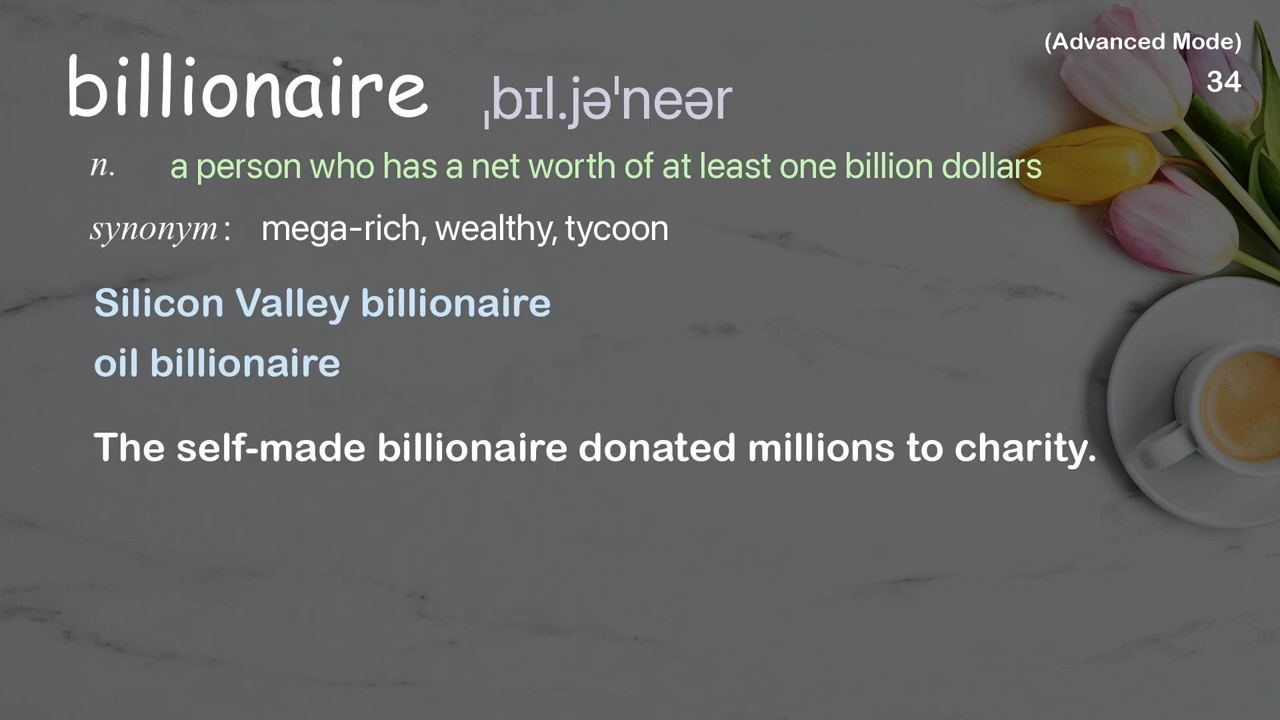 (Advanced Mode)
34
billionaire ˌbɪl.jəˈneər
n. a person who has a net worth of at least one billion dollars
synonym: mega-rich, wealthy, tycoon
Silicon Valley billionaire
oil billionaire
The self-made billionaire donated millions to charity.